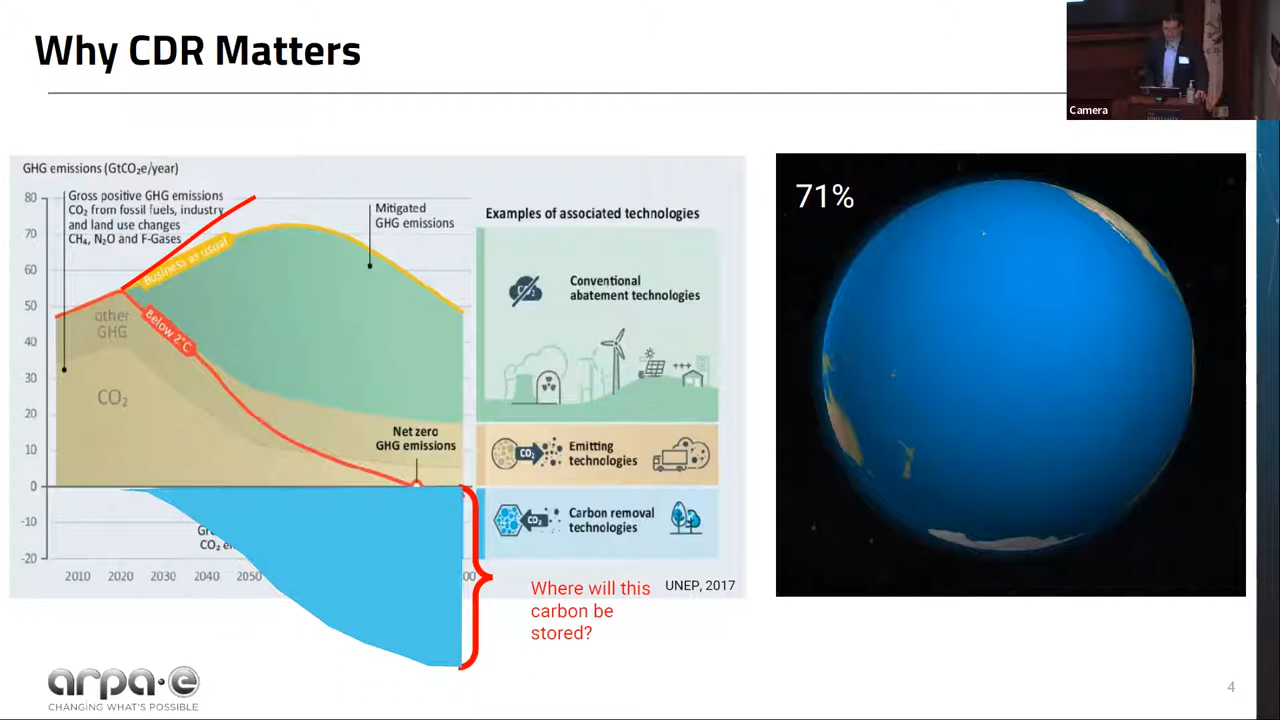 Why CDR Matters
Camera
GHG emissions (GtCO₂e/year)
80
70
60
50
40
30
20
10
0
-10
-20
Gross positive GHG emissions
CO₂ from fossil fuels, industry
and land use changes
CH₄, N₂O and F-Gases
Business as usual
Below 2°C
other
GHG
CO₂
Mitigated
GHG emissions
Net zero
GHG emissions
2010 2020 2030 2040 2050
Examples of associated technologies
Conventional
abatement technologies
CO₂
Emitting
technologies
CO₂
Carbon removal
technologies
Where will this
carbon be
stored?
UNEP, 2017
71%
arpa·e
CHANGING WHAT'S POSSIBLE
4